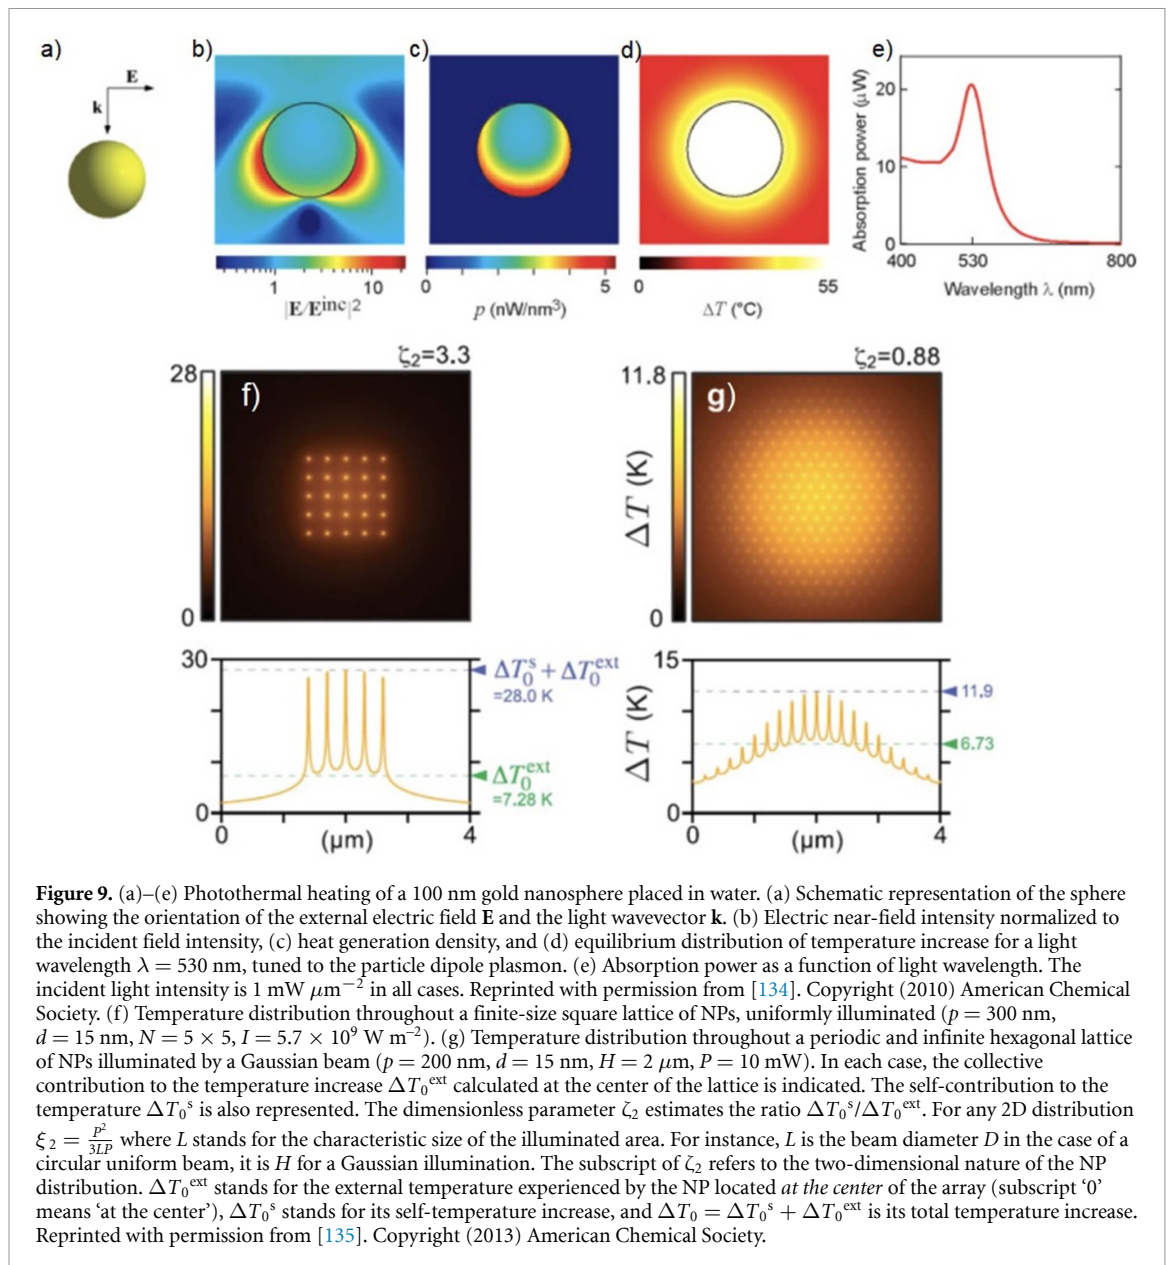 a)
b)
c)
d)
e)
E
k
1 10
|E/E^inc|²
0 5
p (nW/nm³)
0 55
ΔT (°C)
Absorption power (μW)
20
10
0
400 530 800
Wavelength λ (nm)
ζ₂=3.3
28
f)
0
30
ΔT₀ˢ + ΔT₀ᵉˣᵗ
=28.0 K
ΔT₀ᵉˣᵗ
=7.28 K
0
0 (μm) 4
ζ₂=0.88
11.8
g)
ΔT (K)
0
15
ΔT (K)
11.9
6.73
0
0 (μm) 4
Figure 9. (a)–(e) Photothermal heating of a 100 nm gold nanosphere placed in water. (a) Schematic representation of the sphere
showing the orientation of the external electric field E and the light wavevector k. (b) Electric near-field intensity normalized to
the incident field intensity, (c) heat generation density, and (d) equilibrium distribution of temperature increase for a light
wavelength λ = 530 nm, tuned to the particle dipole plasmon. (e) Absorption power as a function of light wavelength. The
incident light intensity is 1 mW μm⁻² in all cases. Reprinted with permission from [134]. Copyright (2010) American Chemical
Society. (f) Temperature distribution throughout a finite-size square lattice of NPs, uniformly illuminated (p = 300 nm,
d = 15 nm, N = 5 × 5, I = 5.7 × 10⁹ W m⁻²). (g) Temperature distribution throughout a periodic and infinite hexagonal lattice
of NPs illuminated by a Gaussian beam (p = 200 nm, d = 15 nm, H = 2 μm, P = 10 mW). In each case, the collective
contribution to the temperature increase ΔT₀ᵉˣᵗ calculated at the center of the lattice is indicated. The self-contribution to the
temperature ΔT₀ˢ is also represented. The dimensionless parameter ζ₂ estimates the ratio ΔT₀ˢ/ΔT₀ᵉˣᵗ. For any 2D distribution
ξ₂ = P²/3LP where L stands for the characteristic size of the illuminated area. For instance, L is the beam diameter D in the case of a
circular uniform beam, it is H for a Gaussian illumination. The subscript of ζ₂ refers to the two-dimensional nature of the NP
distribution. ΔT₀ᵉˣᵗ stands for the external temperature experienced by the NP located at the center of the array (subscript ‘0’
means ‘at the center’), ΔT₀ˢ stands for its self-temperature increase, and ΔT₀ = ΔT₀ˢ + ΔT₀ᵉˣᵗ is its total temperature increase.
Reprinted with permission from [135]. Copyright (2013) American Chemical Society.